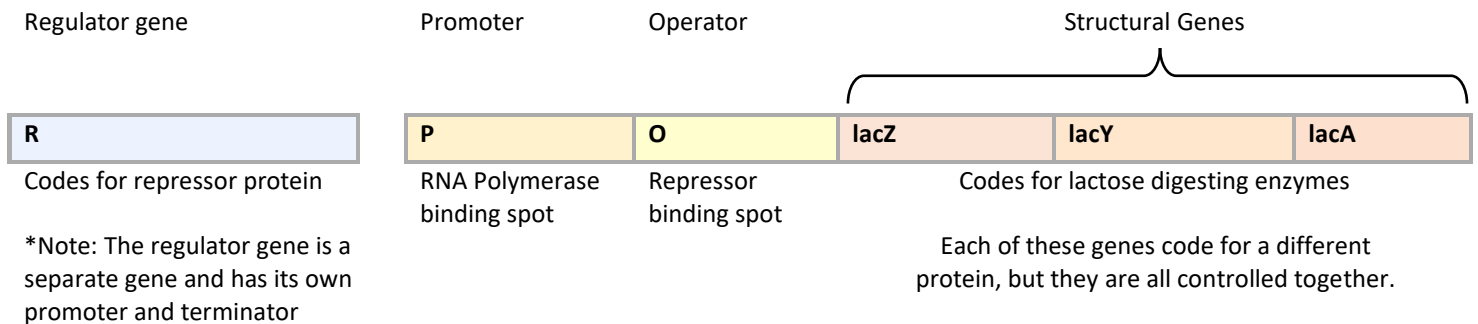 Regulator gene
Promoter
Operator
Structural Genes
R
P
O
lacZ
lacY
lacA
Codes for repressor protein
*Note: The regulator gene is a
separate gene and has its own
promoter and terminator
RNA Polymerase
binding spot
Repressor
binding spot
Codes for lactose digesting enzymes
Each of these genes code for a different
protein, but they are all controlled together.